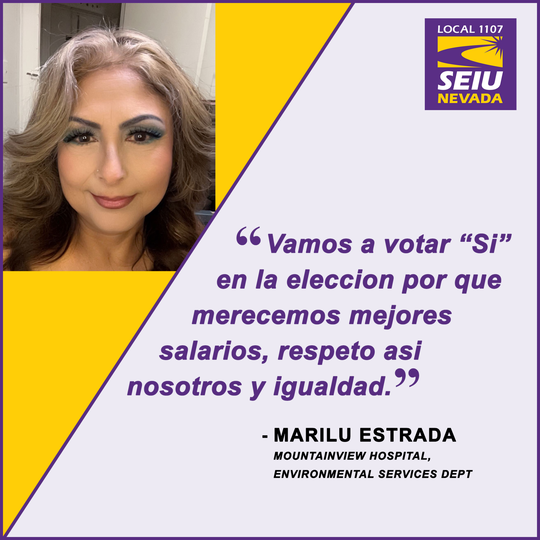 LOCAL 1107
SEIU
NEVADA
“Vamos a votar “Si”
en la eleccion por que
merecemos mejores
salarios, respeto asi
nosotros y igualdad.”
- MARILU ESTRADA
MOUNTAINVIEW HOSPITAL,
ENVIRONMENTAL SERVICES DEPT